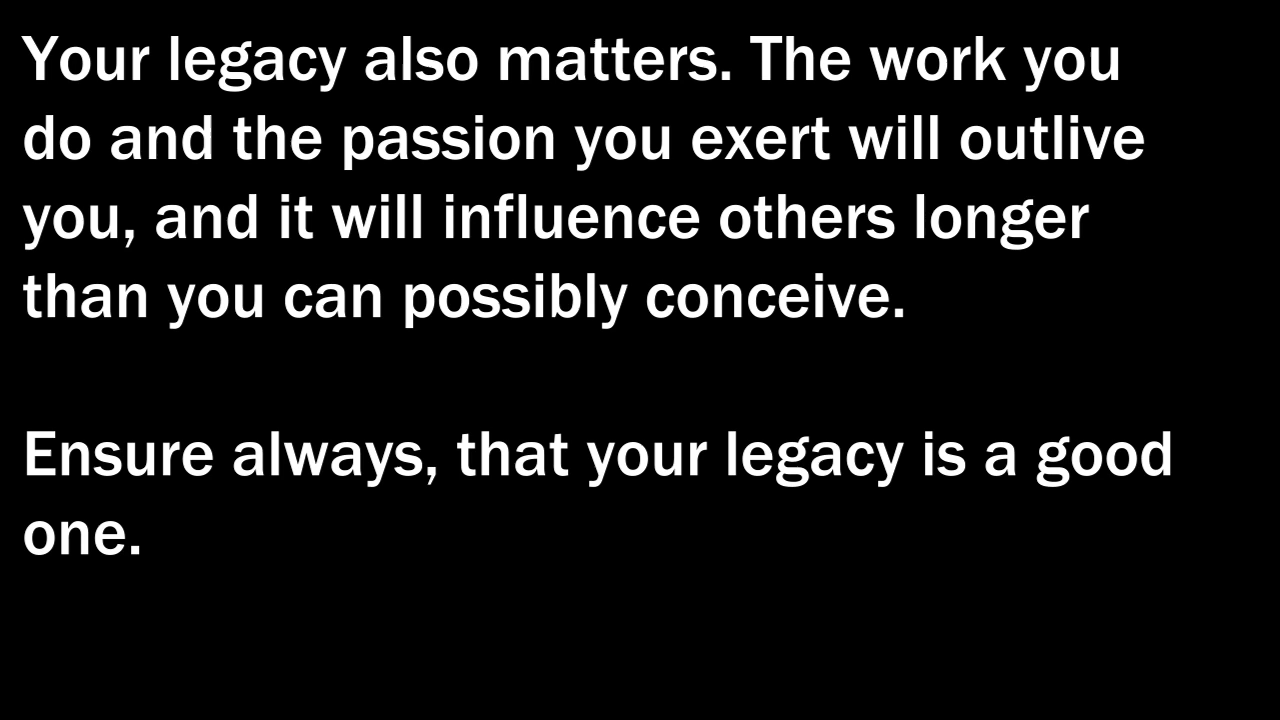 Your legacy also matters. The work you
do and the passion you exert will outlive
you, and it will influence others longer
than you can possibly conceive.
Ensure always, that your legacy is a good
one.